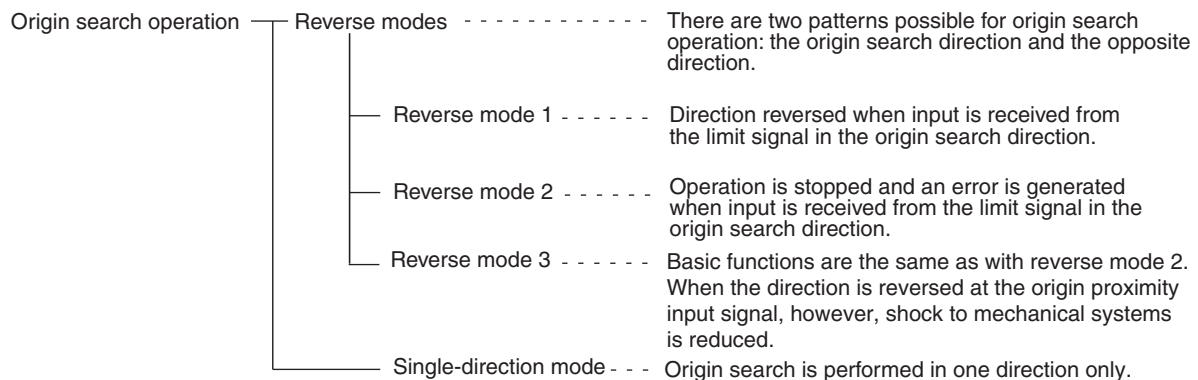 Origin search operation
Reverse modes
There are two patterns possible for origin search
operation: the origin search direction and the opposite
direction.
Reverse mode 1
Direction reversed when input is received from
the limit signal in the origin search direction.
Reverse mode 2
Operation is stopped and an error is generated
when input is received from the limit signal in the
origin search direction.
Reverse mode 3
Basic functions are the same as with reverse mode 2.
When the direction is reversed at the origin proximity
input signal, however, shock to mechanical systems
is reduced.
Single-direction mode
Origin search is performed in one direction only.